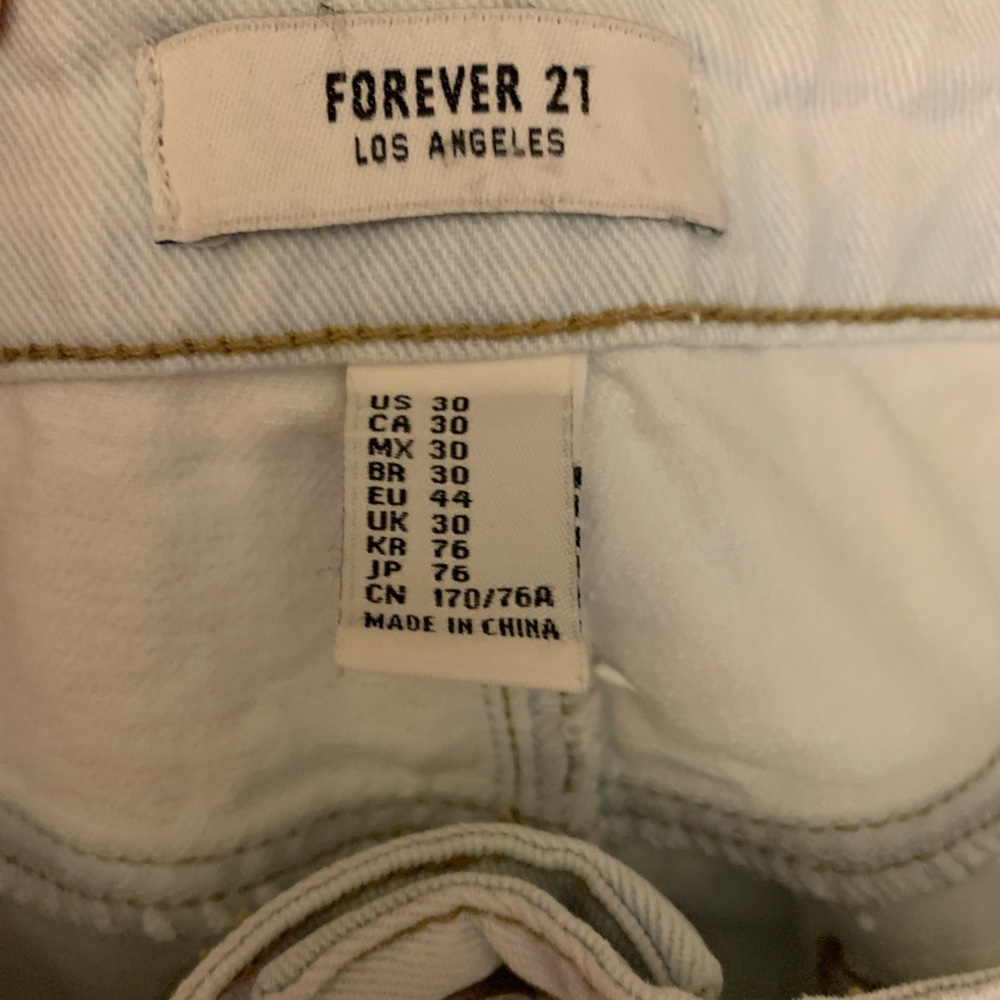 FOREVER 21
LOS ANGELES
US 30
CA 30
MX 30
BR 30
EU 44
UK 30
KR 76
JP 76
CN 170/76A
MADE IN CHINA